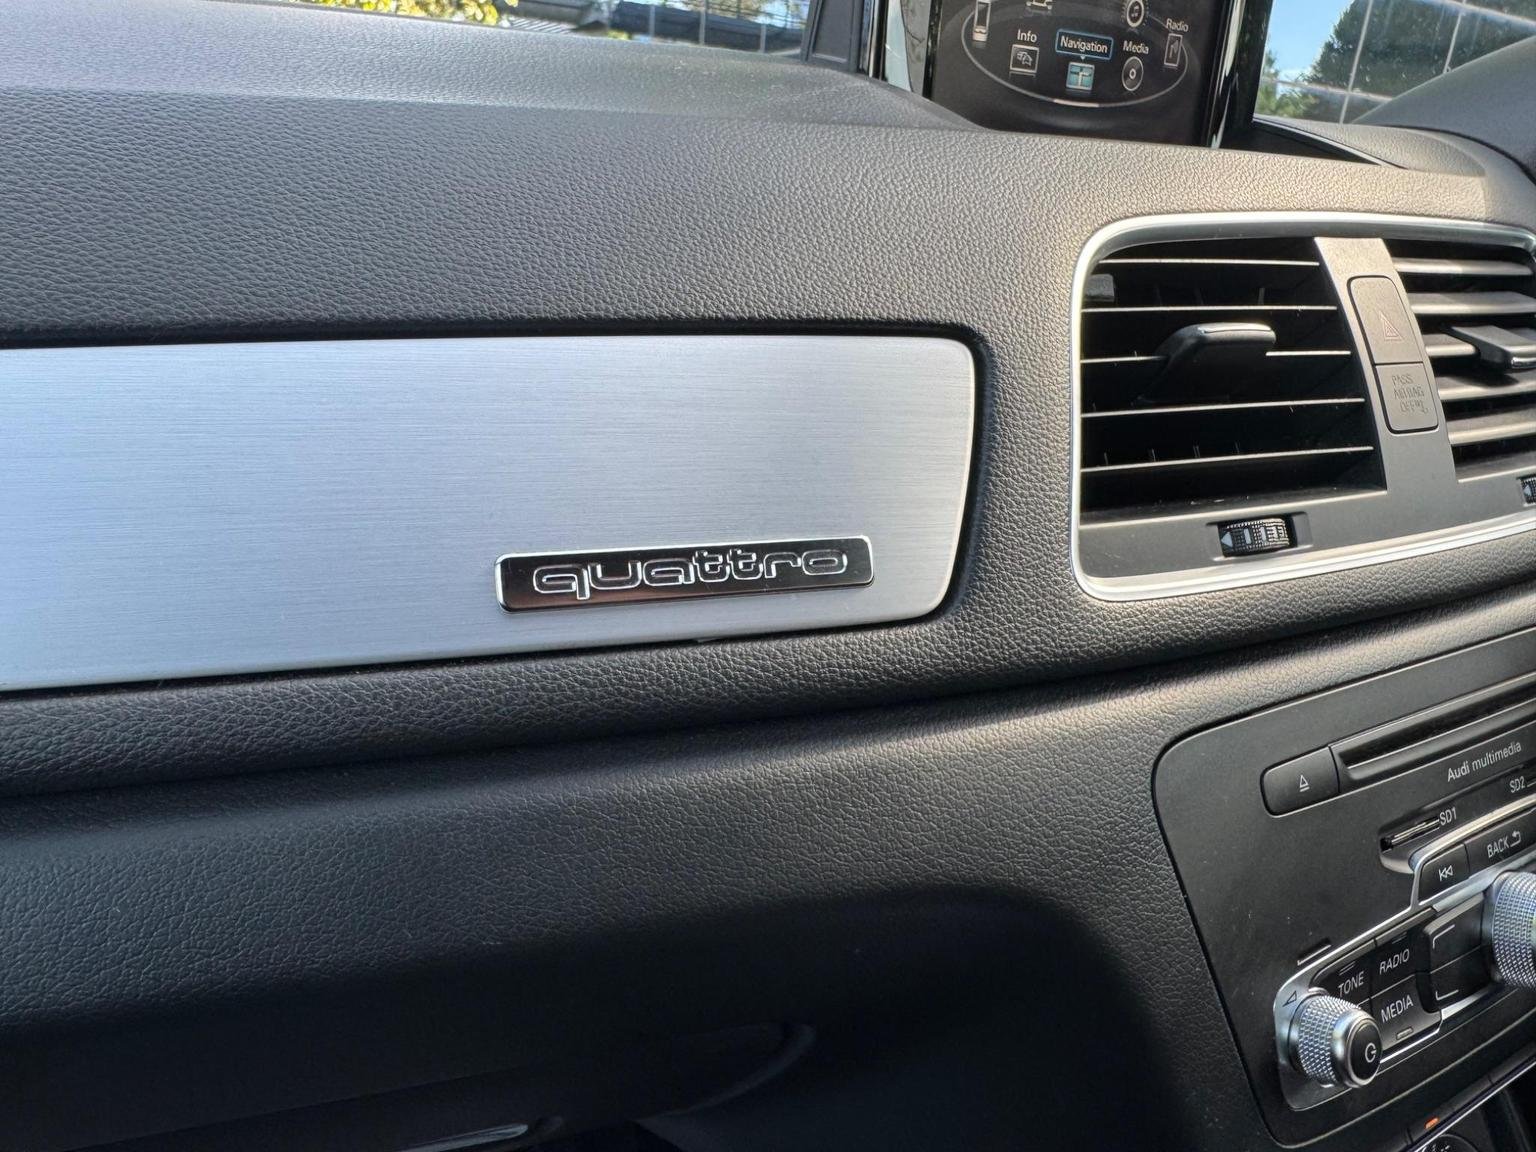 Radio
Info
Navigation
Media
PASS
AIRBAG
OFF
quattro
Audi multimedia
SD2
SD1
BACK
RADIO
TONE
MEDIA